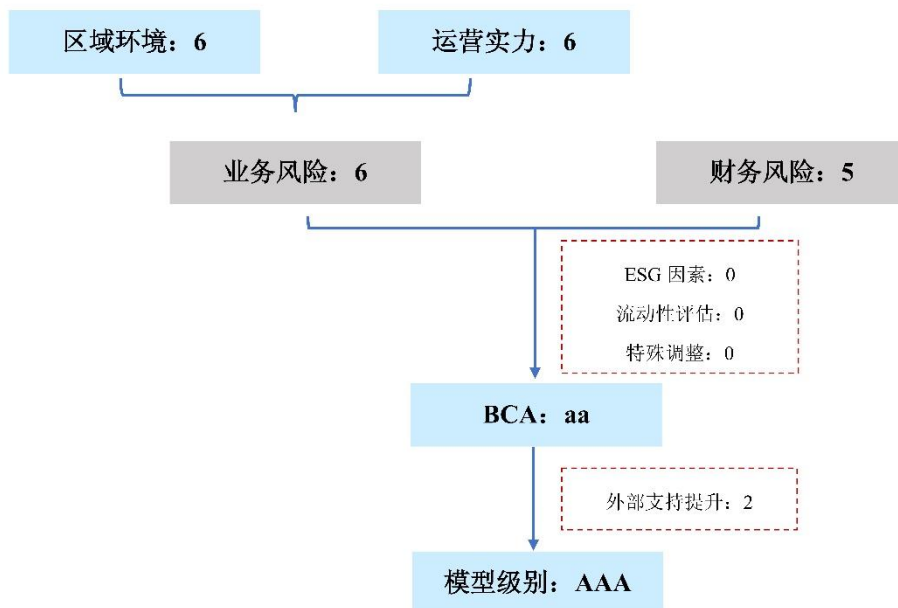 区域环境：6
运营实力：6
业务风险：6
财务风险：5
ESG 因素：0
流动性评估：0
特殊调整：0
BCA：aa
外部支持提升：2
模型级别：AAA